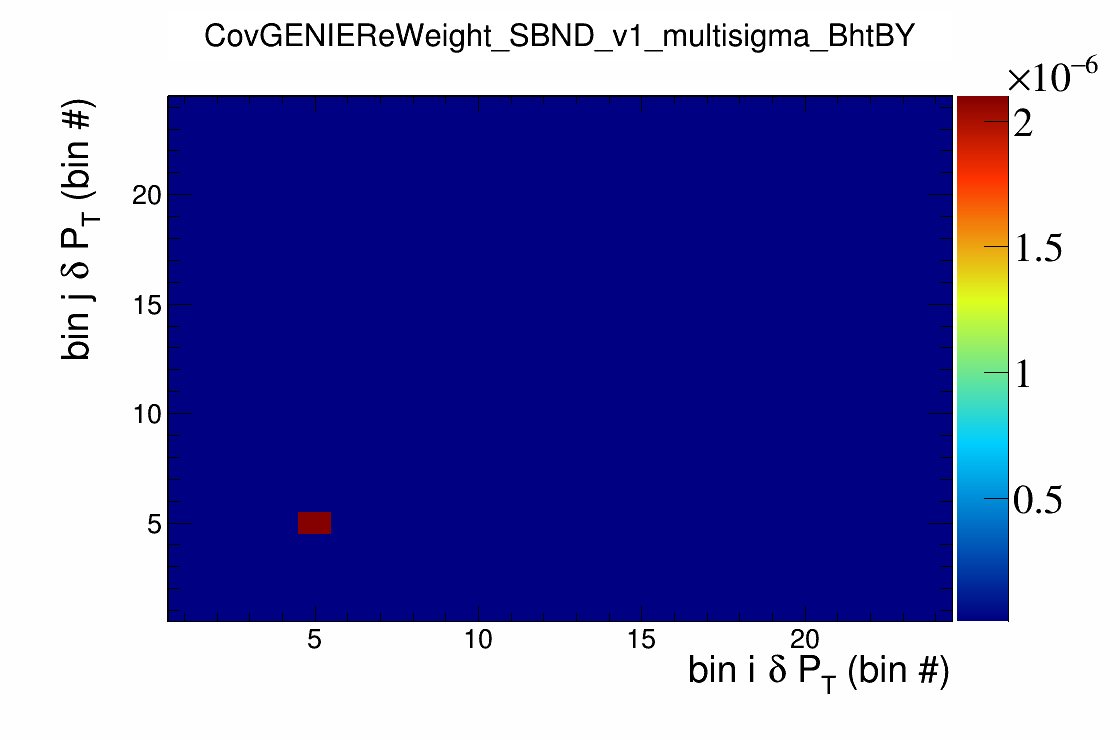 CovGENIEReWeight_SBND_v1_multisigma_BhtBY
×10⁻⁶
bin j δ P_T (bin #)
20
15
10
5
5 10 15 20
bin i δ P_T (bin #)
2
1.5
1
0.5